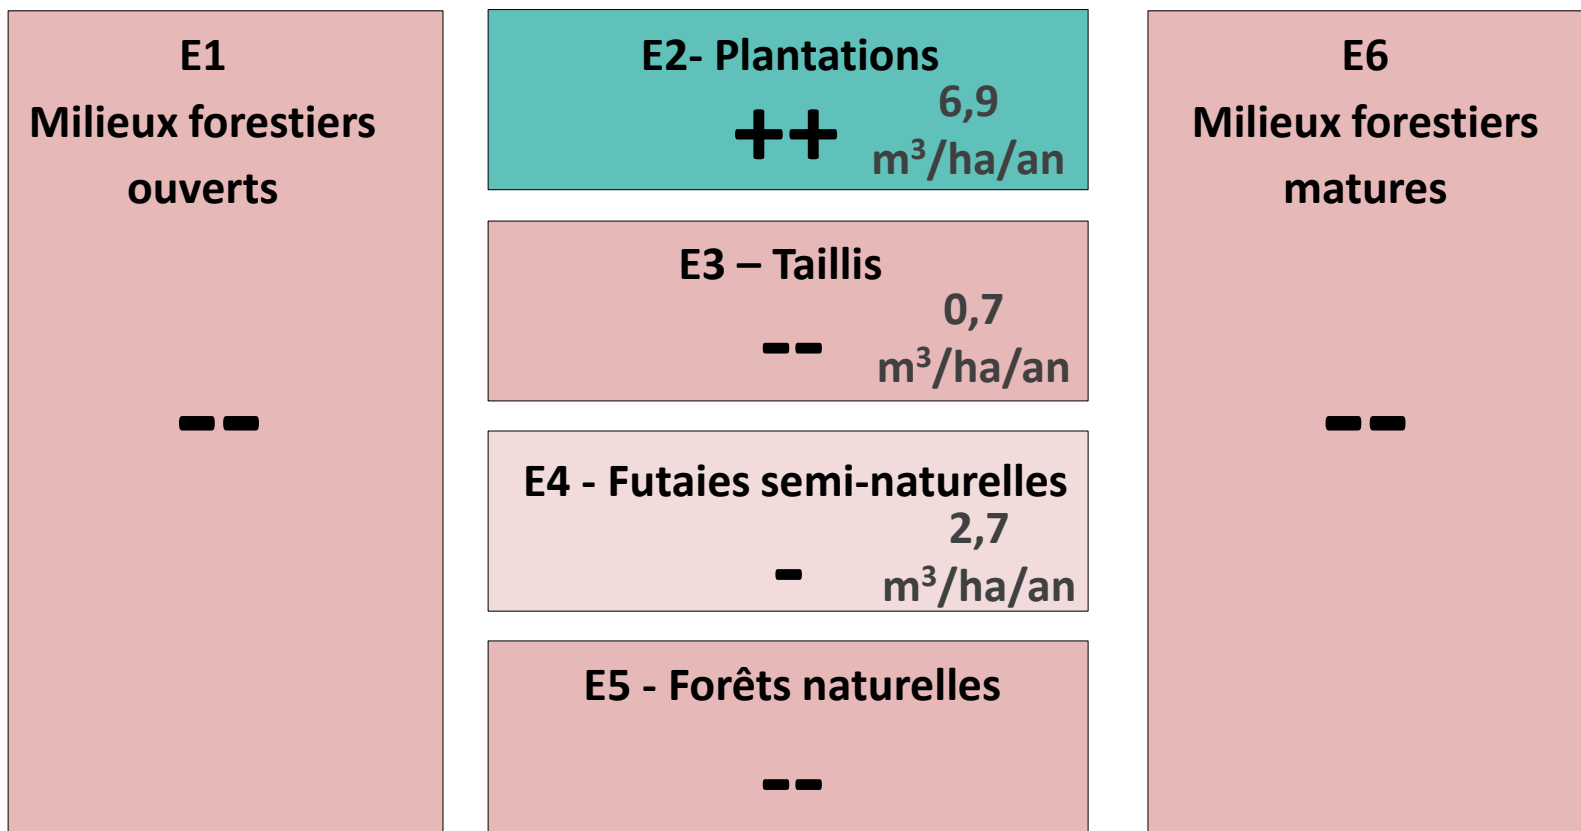 E1
Milieux forestiers
ouverts
--
E2- Plantations
++
6,9
m³/ha/an
E3 – Taillis
--
0,7
m³/ha/an
E4 - Futaies semi-naturelles
-
2,7
m³/ha/an
E5 - Forêts naturelles
--
E6
Milieux forestiers
matures
--